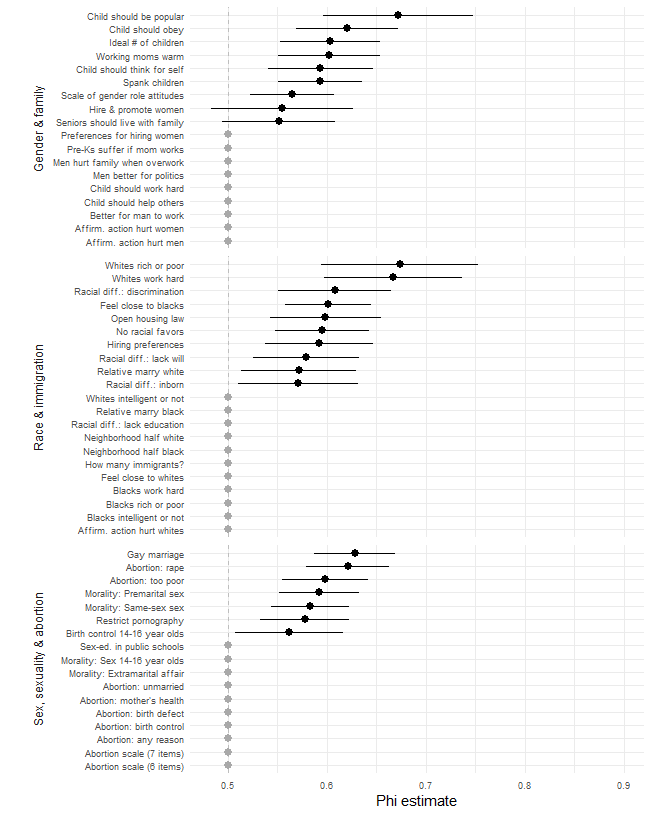 Gender & family
Child should be popular
Child should obey
Ideal # of children
Working moms warm
Child should think for self
Spank children
Scale of gender role attitudes
Hire & promote women
Seniors should live with family
Preferences for hiring women
Pre-Ks suffer if mom works
Men hurt family when overwork
Men better for politics
Child should work hard
Child should help others
Better for man to work
Affirm. action hurt women
Affirm. action hurt men
Race & immigration
Whites rich or poor
Whites work hard
Racial diff.: discrimination
Feel close to blacks
Open housing law
No racial favors
Hiring preferences
Racial diff.: lack will
Relative marry white
Racial diff.: inborn
Whites intelligent or not
Relative marry black
Racial diff.: lack education
Neighborhood half white
Neighborhood half black
How many immigrants?
Feel close to whites
Blacks work hard
Blacks rich or poor
Blacks intelligent or not
Affirm. action hurt whites
Sex, sexuality & abortion
Gay marriage
Abortion: rape
Abortion: too poor
Morality: Premarital sex
Morality: Same-sex sex
Restrict pornography
Birth control 14-16 year olds
Sex-ed. in public schools
Morality: Sex 14-16 year olds
Morality: Extramarital affair
Abortion: unmarried
Abortion: mother's health
Abortion: birth defect
Abortion: birth control
Abortion: any reason
Abortion scale (7 items)
Abortion scale (6 items)
0.5 0.6 0.7 0.8 0.9
Phi estimate